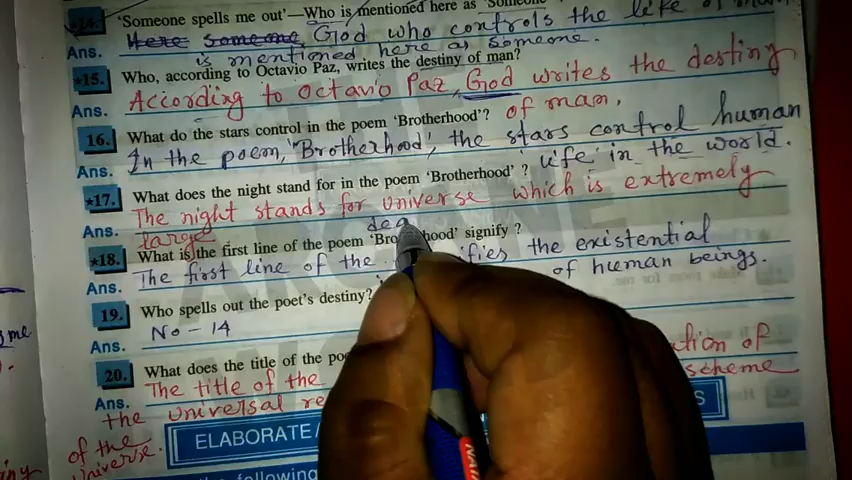 *14. 'Someone spells me out'—Who is mentioned here as 'Someone
Ans. Here someone God who controls the life of man
is mentioned here as someone.
*15. Who, according to Octavio Paz, writes the destiny of man?
Ans. According to Octavio Paz, God writes the destiny
of man.
16. What do the stars control in the poem 'Brotherhood'?
Ans. In the poem, 'Brotherhood', the stars control human
life in the world.
*17. What does the night stand for in the poem 'Brotherhood' ?
Ans. The night stands for universe which is extremely
large
dea
*18. What is the first line of the poem signify ?
Ans. The first line of the the existential
of human beings.
19. Who spells out the poet's destiny?
Ans. No - 14
20. What does the title of the
Ans. The title of the
the universal scheme
of the
universe.
ELABORATE
following